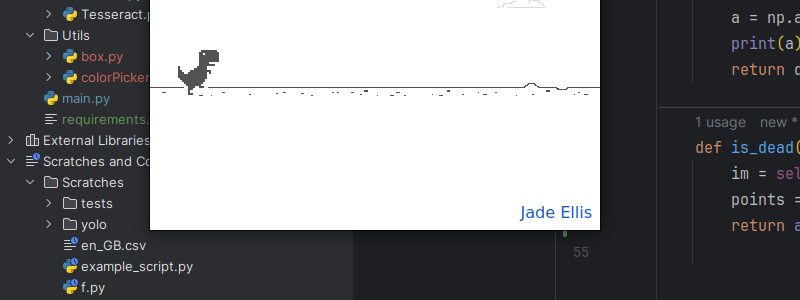 Tesseract.p
Utils
box.py
colorPicker
main.py
requirements.
External Libraries
Scratches and Co
Scratches
tests
yolo
en_GB.csv
example_script.py
f.py
Jade Ellis
55
a = np.a
print(a)
return d
1 usage new *
def is_dead(
im = sel
points =
return a